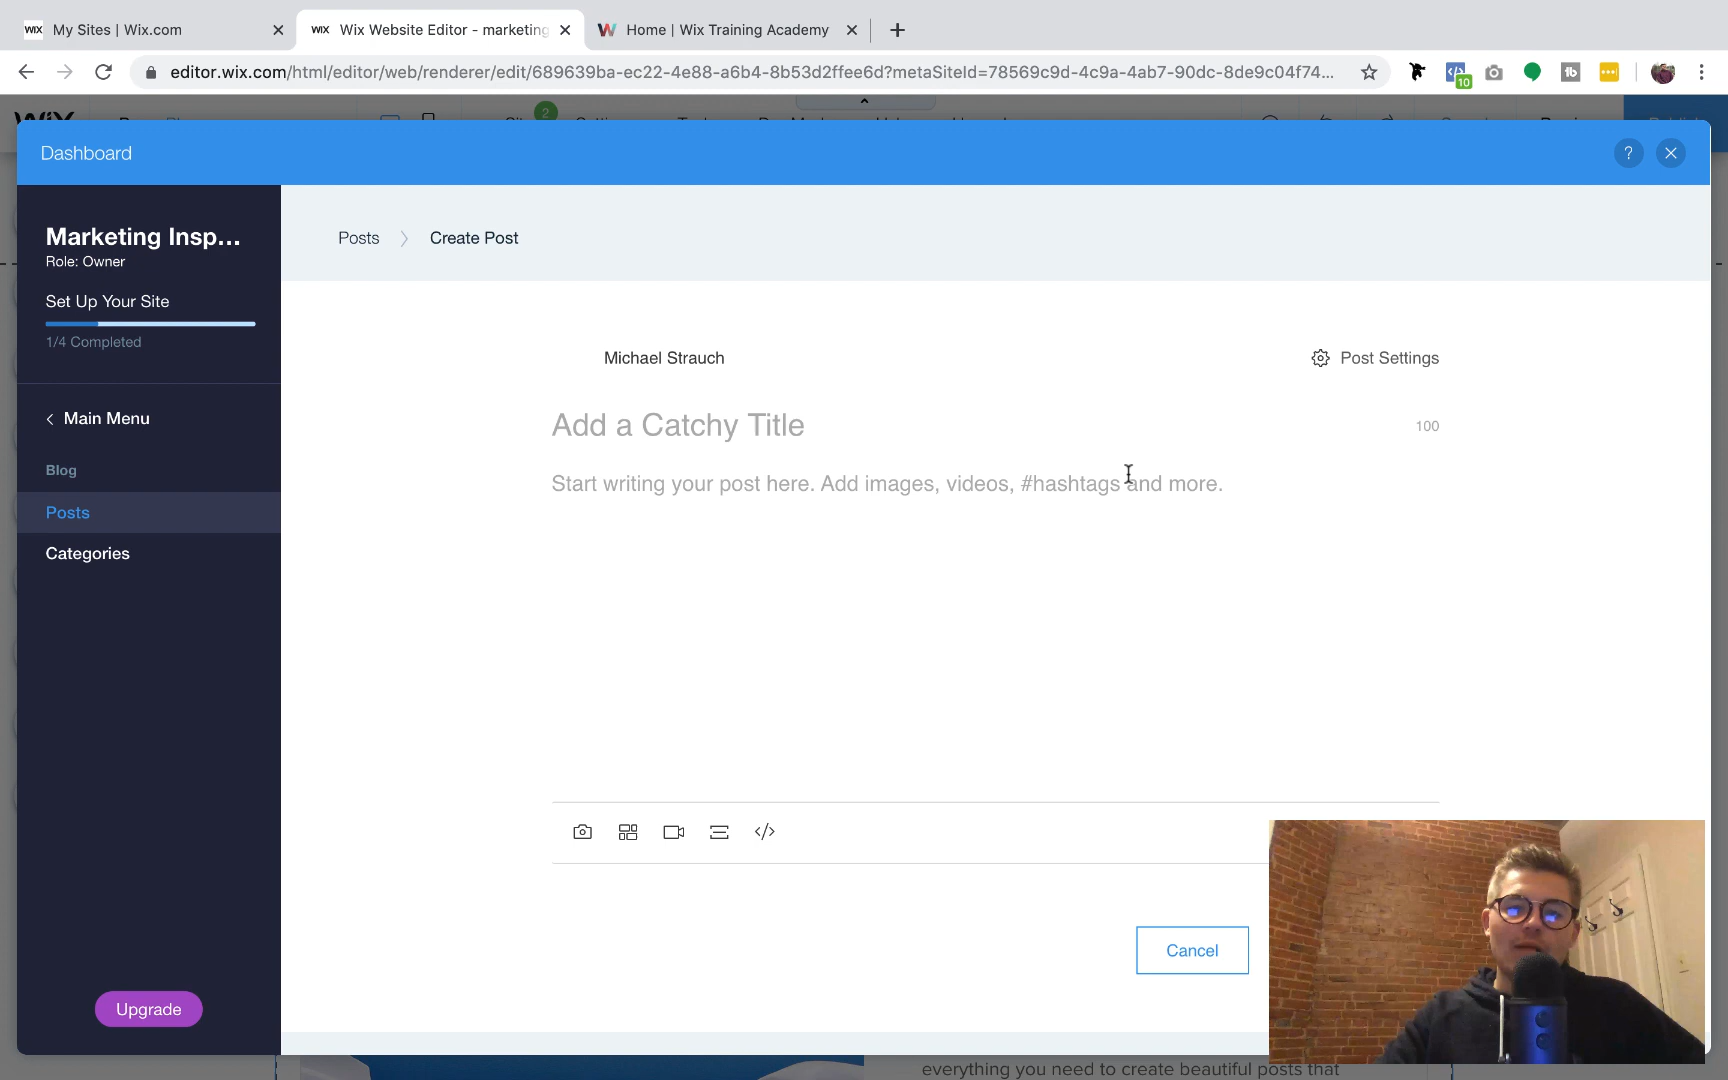 WIX My Sites | Wix.com
WIX Wix Website Editor - marketing
Home | Wix Training Academy
editor.wix.com/html/editor/web/renderer/edit/689639ba-ec22-4e88-a6b4-8b53d2ffee6d?metaSiteId=78569c9d-4c9a-4ab7-90dc-8de9c04f74...
10
2
Dashboard
?
Marketing Insp...
Role: Owner
Set Up Your Site
1/4 Completed
Main Menu
Blog
Posts
Categories
Upgrade
Posts
Create Post
Michael Strauch
Post Settings
Add a Catchy Title
100
Start writing your post here. Add images, videos, #hashtags and more.
</>
Cancel
everything you need to create beautiful posts that